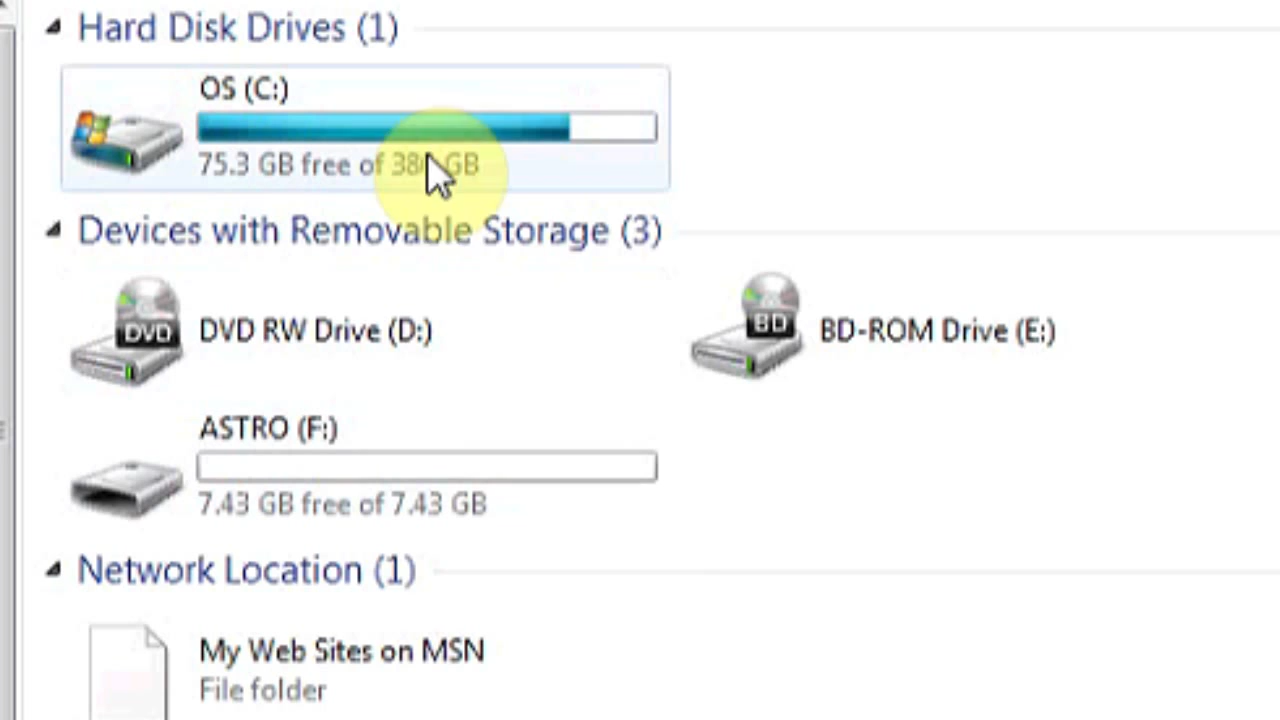 Hard Disk Drives (1)
OS (C:)
75.3 GB free of GB
Devices with Removable Storage (3)
DVD
DVD RW Drive (D:)
BD
BD-ROM Drive (E:)
ASTRO (F:)
7.43 GB free of 7.43 GB
Network Location (1)
My Web Sites on MSN
File folder